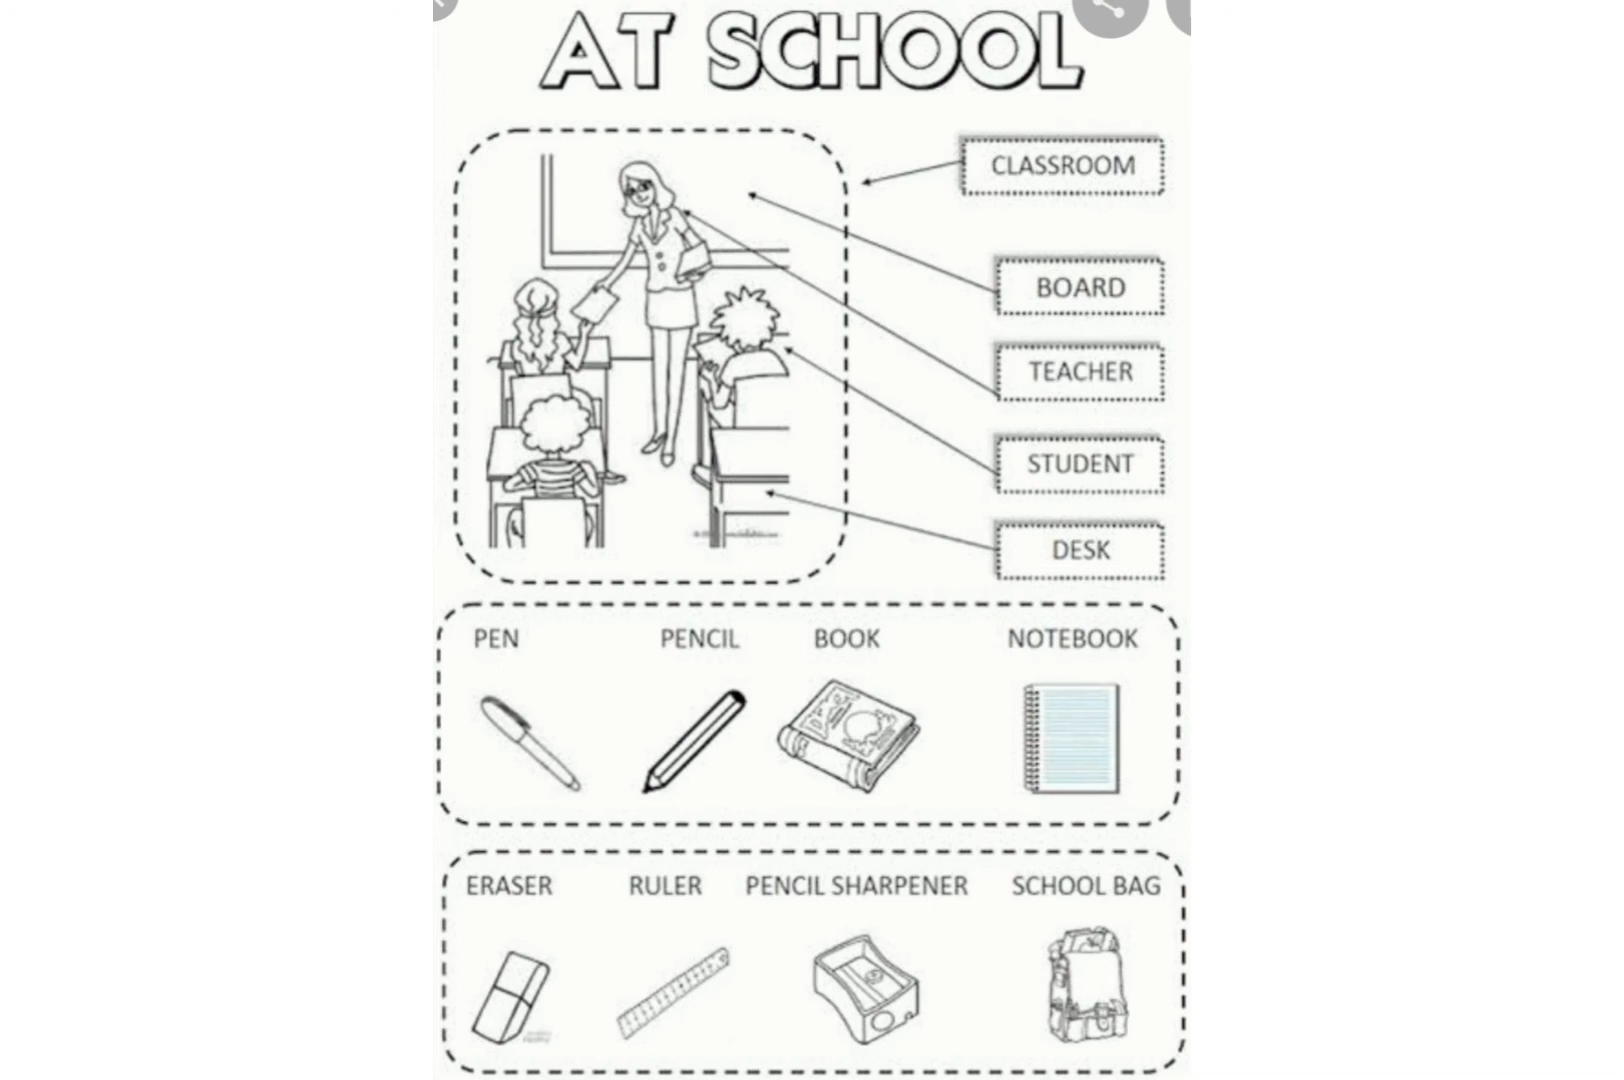 AT SCHOOL
CLASSROOM
BOARD
TEACHER
STUDENT
DESK
PEN PENCIL BOOK NOTEBOOK
ERASER RULER PENCIL SHARPENER SCHOOL BAG